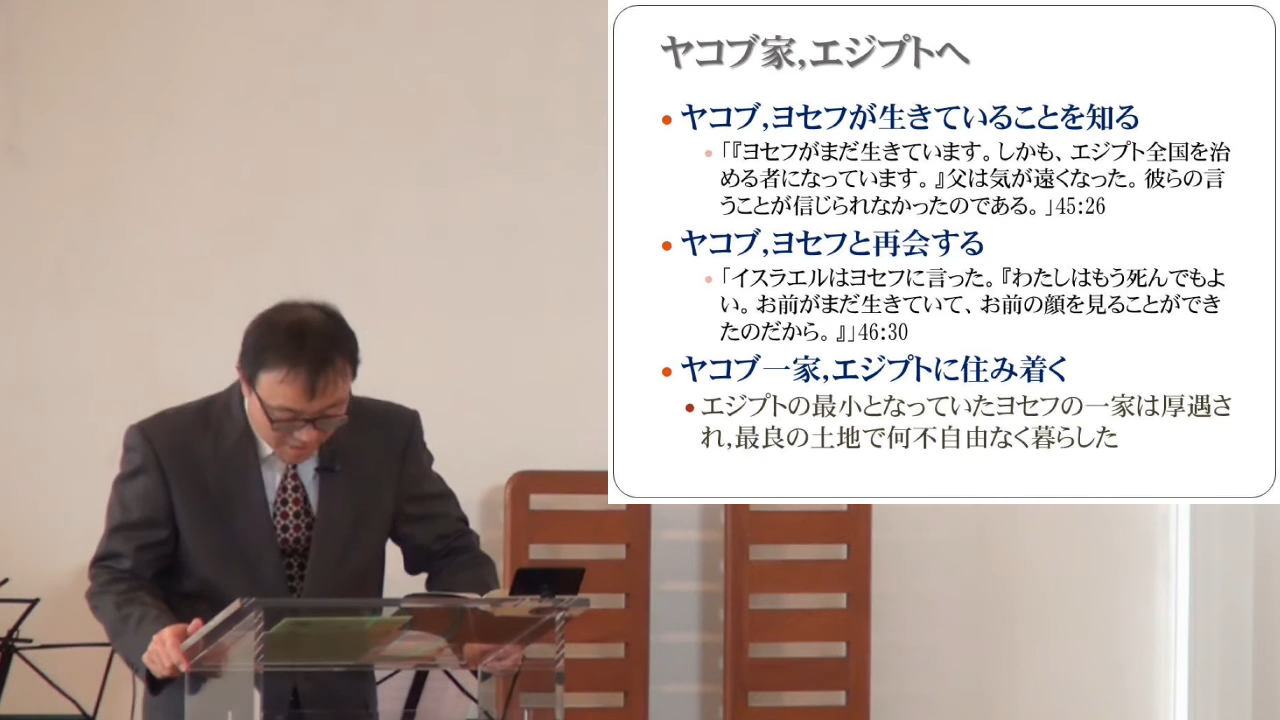 ヤコブ家,エジプトへ
ヤコブ,ヨセフが生きていることを知る
「『ヨセフがまだ生きています。しかも、エジプト全国を治
める者になっています。』父は気が遠くなった。彼らの言
うことが信じられなかったのである。」45:26
ヤコブ,ヨセフと再会する
「イスラエルはヨセフに言った。『わたしはもう死んでもよ
い。お前がまだ生きていて、お前の顔を見ることができ
たのだから。』」46:30
ヤコブ一家,エジプトに住み着く
エジプトの最小となっていたヨセフの一家は厚遇さ
れ,最良の土地で何不自由なく暮らした